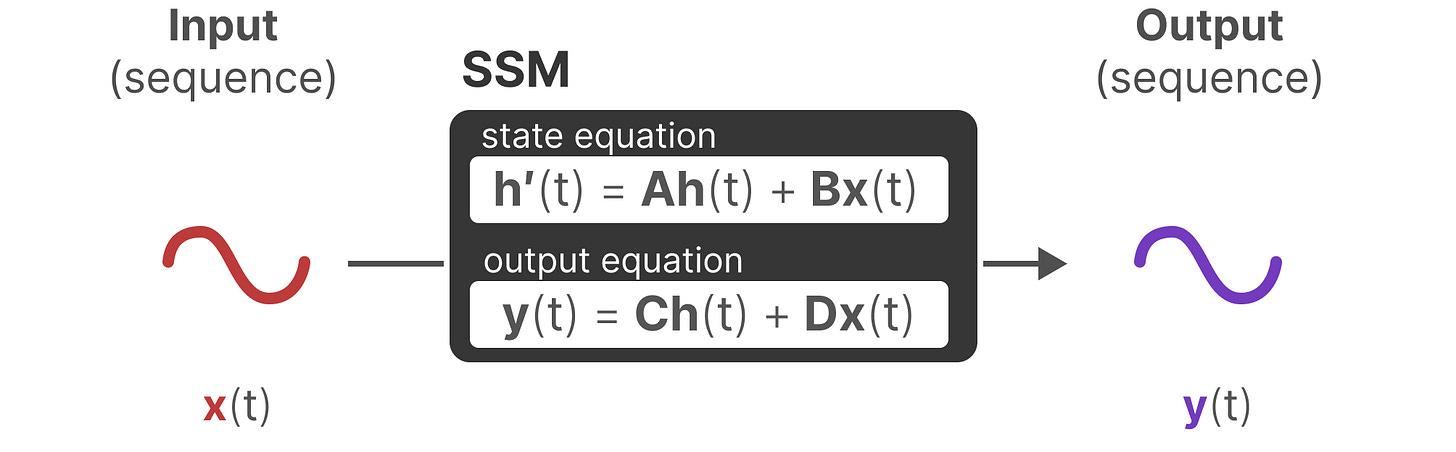 Input
(sequence)
SSM
state equation
h′(t) = Ah(t) + Bx(t)
output equation
y(t) = Ch(t) + Dx(t)
Output
(sequence)
x(t)
y(t)